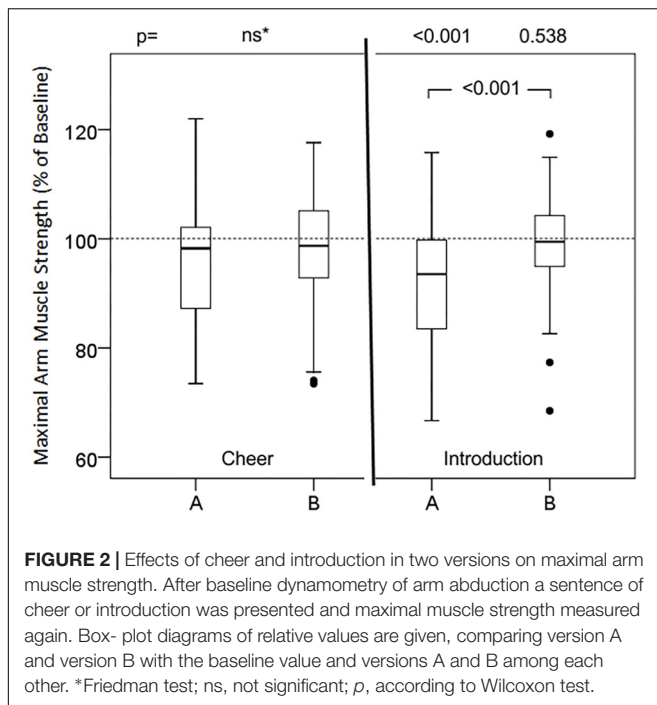 p= ns* <0.001 0.538
<0.001
Maximal Arm Muscle Strength (% of Baseline)
120
100
80
60
Cheer Introduction
A B A B
FIGURE 2 | Effects of cheer and introduction in two versions on maximal arm
muscle strength. After baseline dynamometry of arm abduction a sentence of
cheer or introduction was presented and maximal muscle strength measured
again. Box- plot diagrams of relative values are given, comparing version A
and version B with the baseline value and versions A and B among each
other. *Friedman test; ns, not significant; p, according to Wilcoxon test.